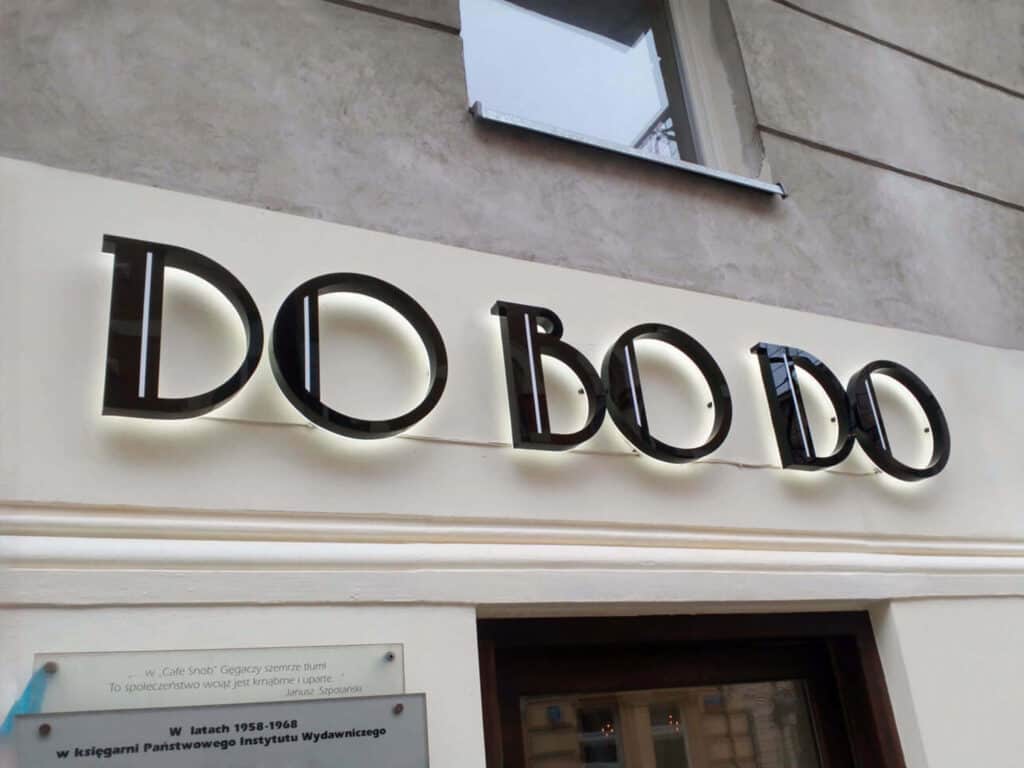 DO BO DO
„... w „Cafe Snob" Gęgaczy szemrze tłum!
To społeczeństwo wciąż jest krnąbrne i uparte..."
Janusz Szpotański
W latach 1958-1968
w księgarni Państwowego Instytutu Wydawniczego